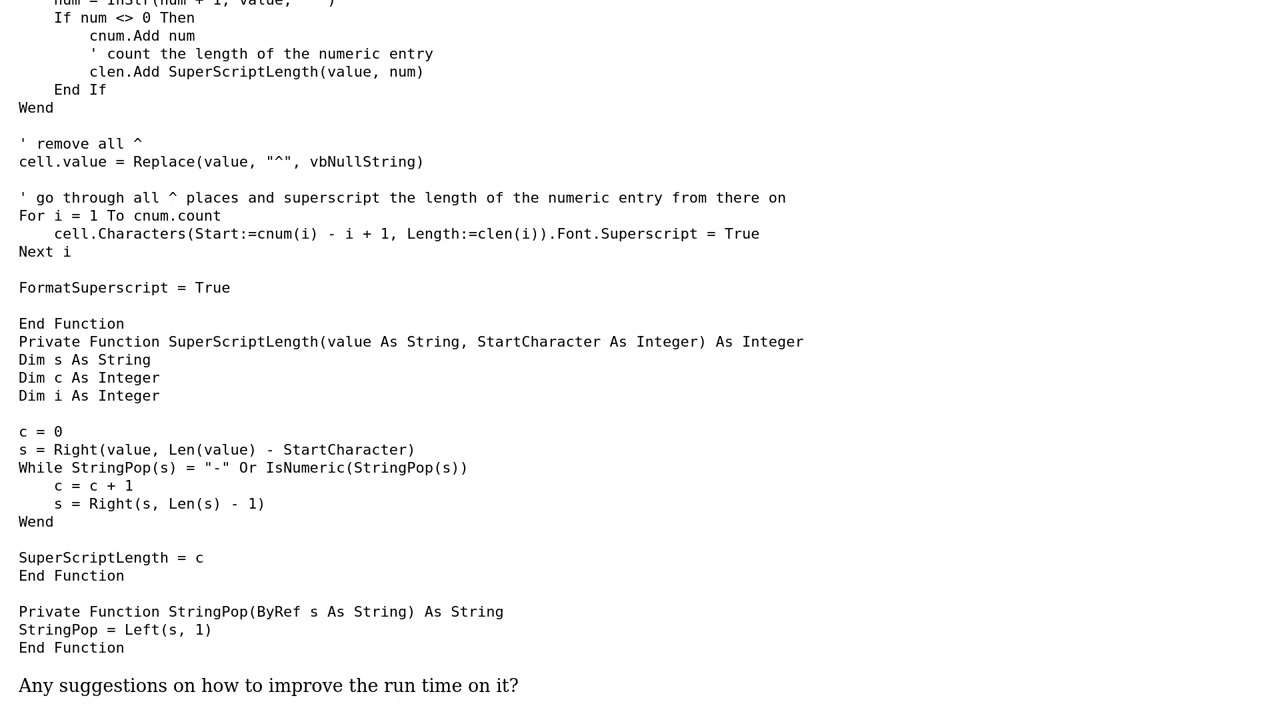 num = InStr(num + 1, value, "^")
If num <> 0 Then
cnum.Add num
' count the length of the numeric entry
clen.Add SuperScriptLength(value, num)
End If
Wend
' remove all ^
cell.value = Replace(value, "^", vbNullString)
' go through all ^ places and superscript the length of the numeric entry from there on
For i = 1 To cnum.count
cell.Characters(Start:=cnum(i) - i + 1, Length:=clen(i)).Font.Superscript = True
Next i
FormatSuperscript = True
End Function
Private Function SuperScriptLength(value As String, StartCharacter As Integer) As Integer
Dim s As String
Dim c As Integer
Dim i As Integer
c = 0
s = Right(value, Len(value) - StartCharacter)
While StringPop(s) = "-" Or IsNumeric(StringPop(s))
c = c + 1
s = Right(s, Len(s) - 1)
Wend
SuperScriptLength = c
End Function
Private Function StringPop(ByRef s As String) As String
StringPop = Left(s, 1)
End Function
Any suggestions on how to improve the run time on it?